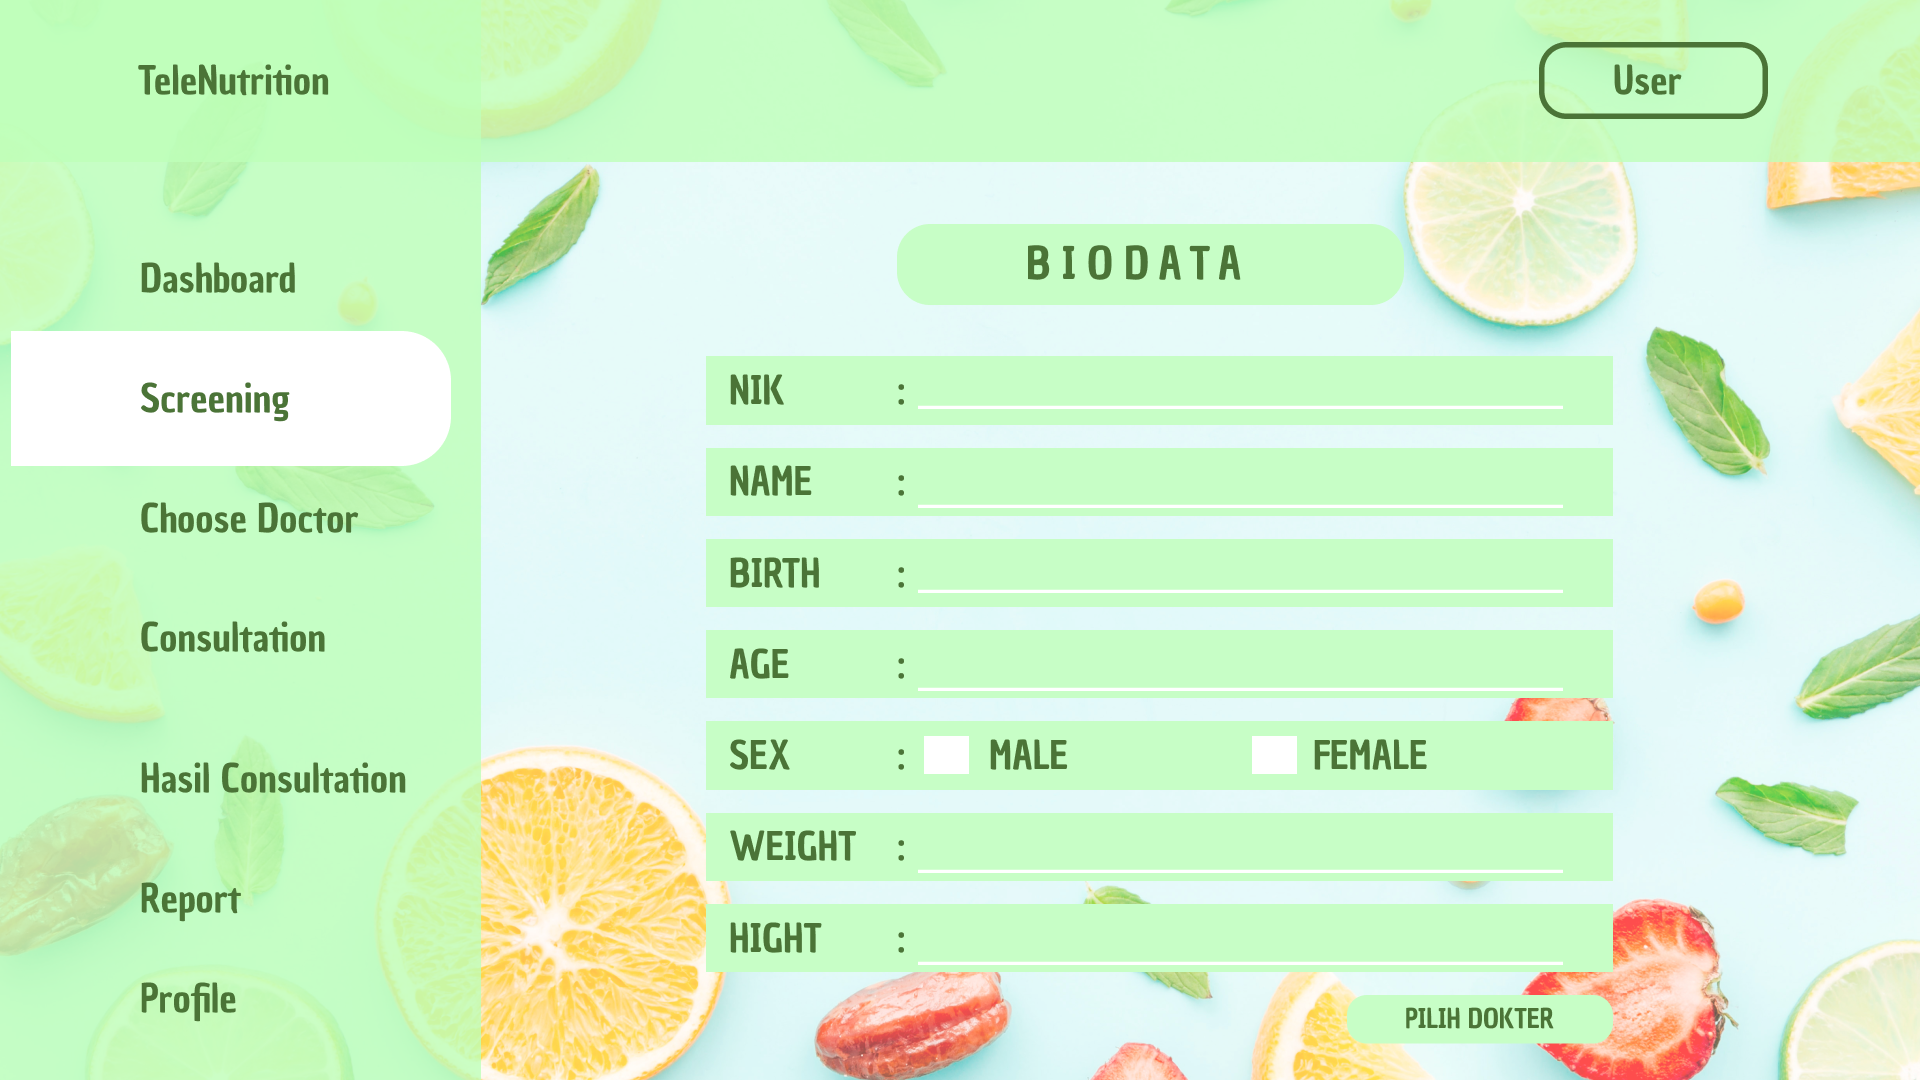 TeleNutrition
User
Dashboard
Screening
Choose Doctor
Consultation
Hasil Consultation
Report
Profile
BIODATA
NIK :
NAME :
BIRTH :
AGE :
SEX : MALE FEMALE
WEIGHT :
HIGHT :
PILIH DOKTER